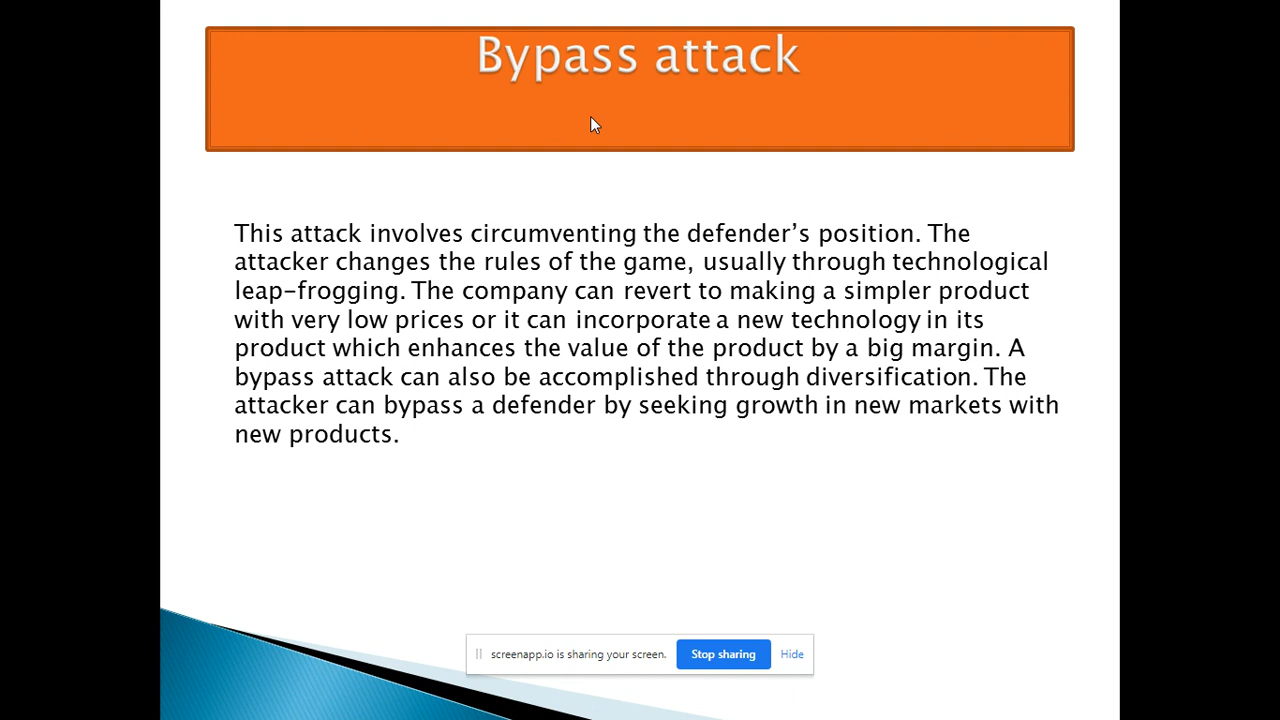 Bypass attack
This attack involves circumventing the defender’s position. The
attacker changes the rules of the game, usually through technological
leap-frogging. The company can revert to making a simpler product
with very low prices or it can incorporate a new technology in its
product which enhances the value of the product by a big margin. A
bypass attack can also be accomplished through diversification. The
attacker can bypass a defender by seeking growth in new markets with
new products.
screenapp.io is sharing your screen. Stop sharing Hide